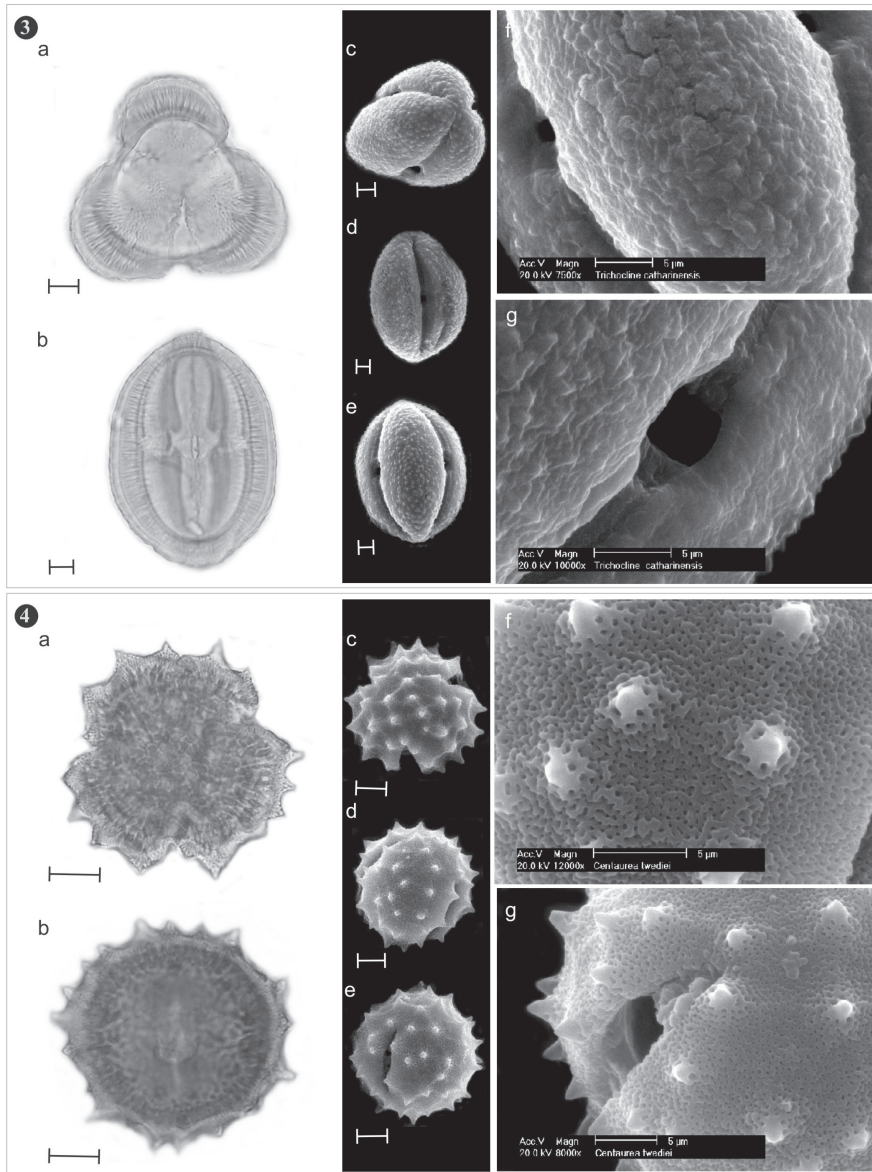 3
a
b
c
d
e
f
Acc.V Magn 5 µm
20.0 kV 7500x Trichocline catharinensis
g
Acc.V Magn 5 µm
20.0 kV 10000x Trichocline catharinensis
4
a
b
c
d
e
f
Acc.V Magn 5 µm
20.0 kV 12000x Centaurea twediei
g
Acc.V Magn 5 µm
20.0 kV 8000x Centaurea twediei